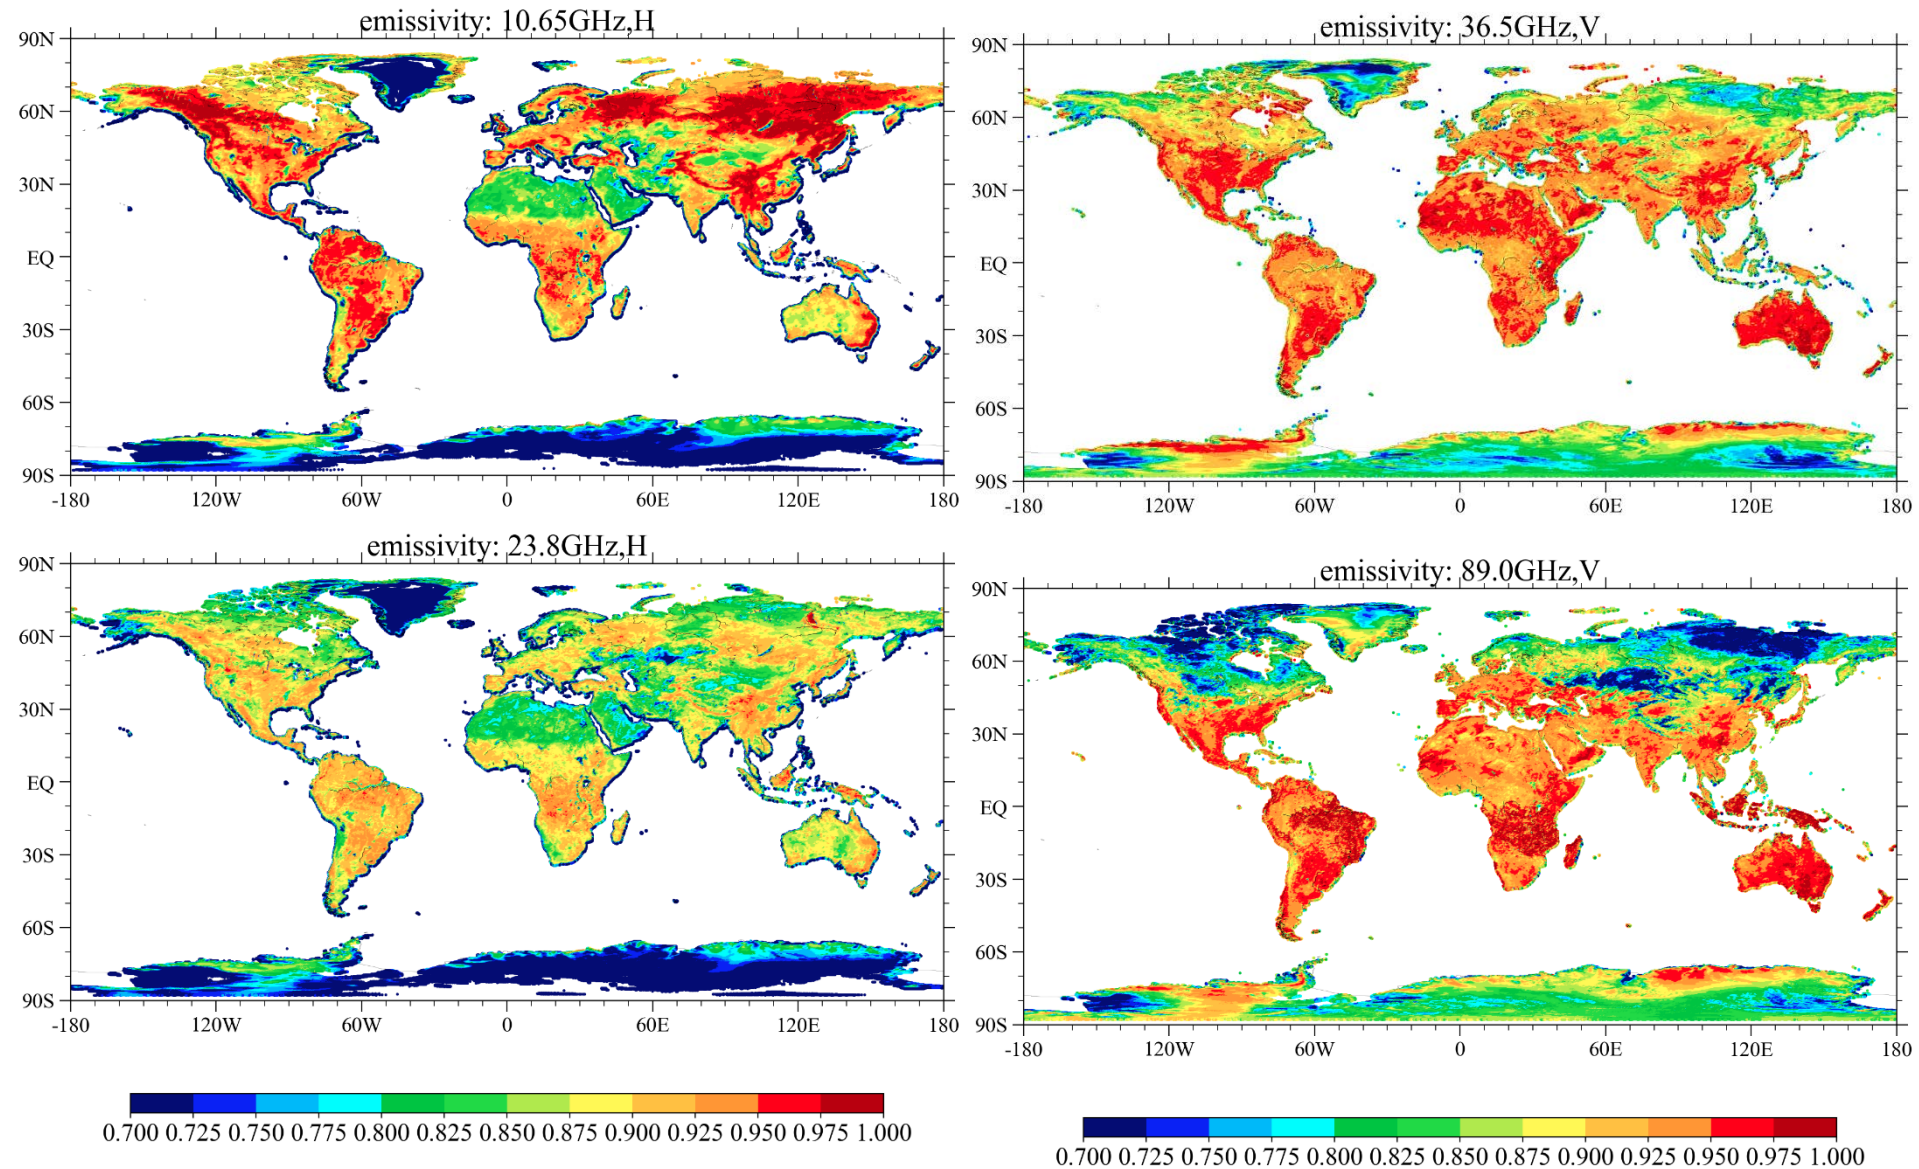 emissivity: 10.65GHz,H
90N
60N
30N
EQ
30S
60S
90S
-180 120W 60W 0 60E 120E 180
emissivity: 36.5GHz,V
90N
60N
30N
EQ
30S
60S
90S
-180 120W 60W 0 60E 120E 180
emissivity: 23.8GHz,H
90N
60N
30N
EQ
30S
60S
90S
-180 120W 60W 0 60E 120E 180
emissivity: 89.0GHz,V
90N
60N
30N
EQ
30S
60S
90S
-180 120W 60W 0 60E 120E 180
0.700 0.725 0.750 0.775 0.800 0.825 0.850 0.875 0.900 0.925 0.950 0.975 1.000
0.700 0.725 0.750 0.775 0.800 0.825 0.850 0.875 0.900 0.925 0.950 0.975 1.000